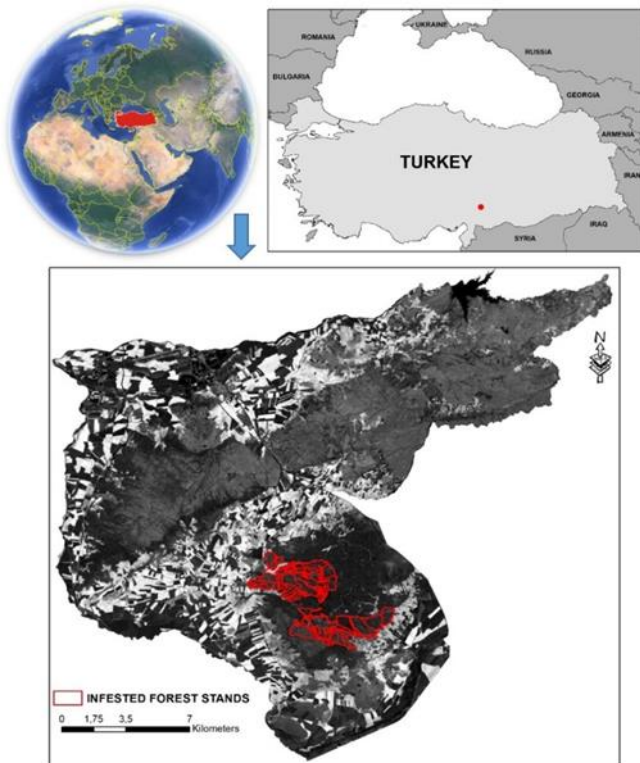 ROMANIA
UKRAINE
RUSSIA
BULGARIA
GEORGIA
ARMENIA
TURKEY
IRAN
IRAQ
SYRIA
N
INFESTED FOREST STANDS
0 1,75 3,5 7
Kilometers